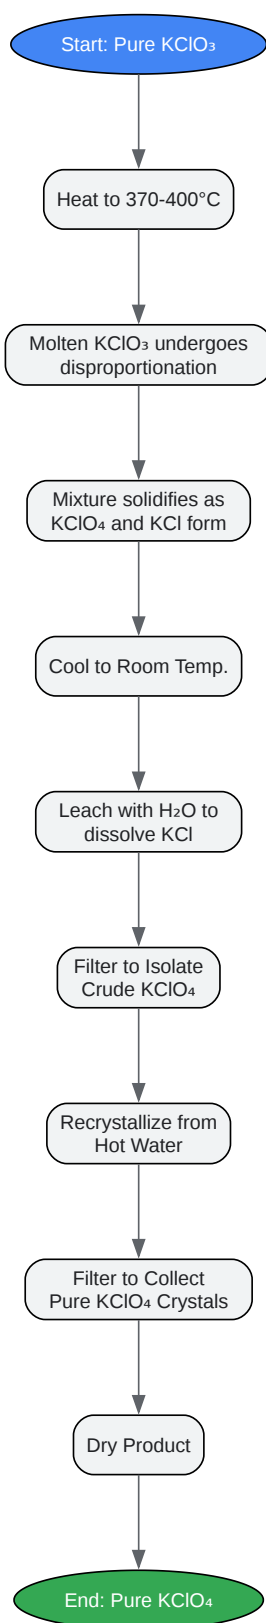 Start: Pure KClO₃
Heat to 370-400°C
Molten KClO₃ undergoes
disproportionation
Mixture solidifies as
KClO₄ and KCl form
Cool to Room Temp.
Leach with H₂O to
dissolve KCl
Filter to Isolate
Crude KClO₄
Recrystallize from
Hot Water
Filter to Collect
Pure KClO₄ Crystals
Dry Product
End: Pure KClO₄